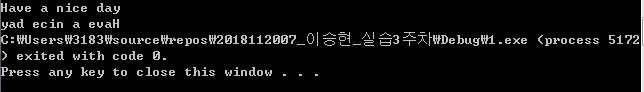 Have a nice day
yad ecin a evaH
C:₩Users₩3183₩source₩repos₩2018112007_이승현_실습3주차₩Debug₩1.exe (process 5172
) exited with code 0.
Press any key to close this window . . .